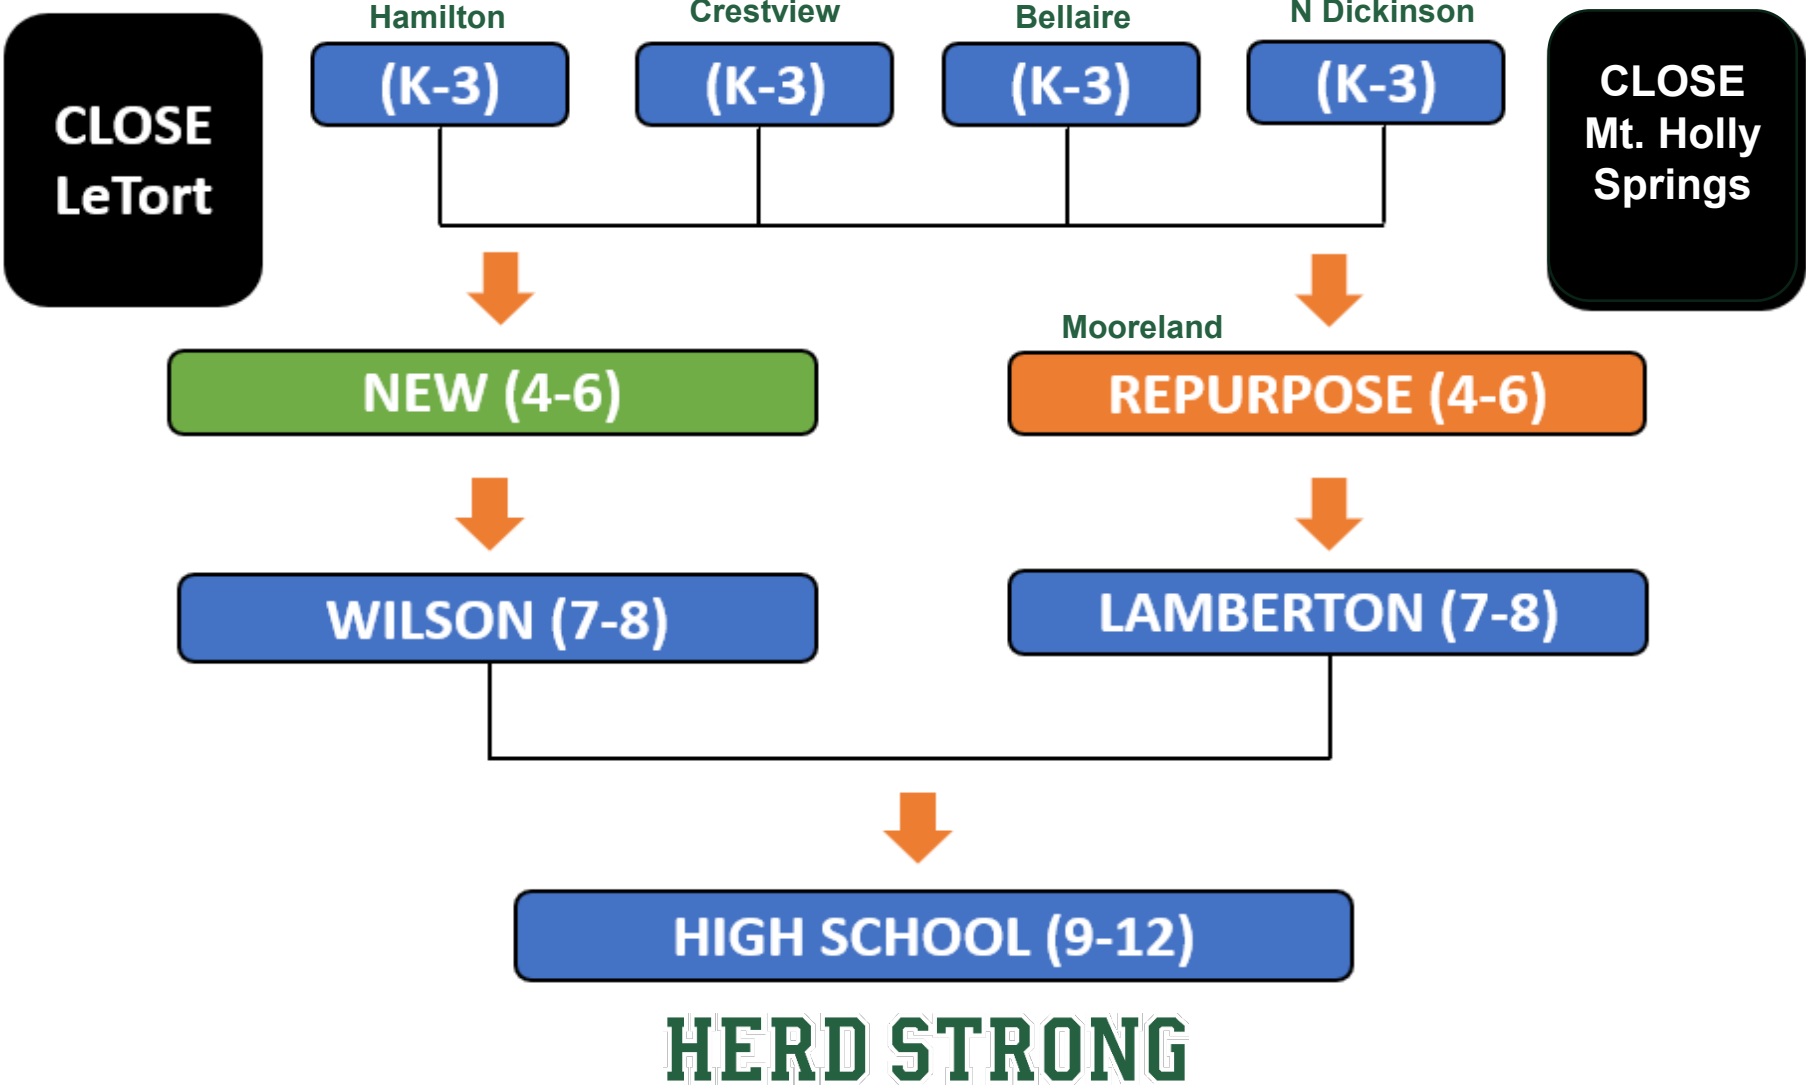 Hamilton
Crestview
Bellaire
N Dickinson
CLOSE
LeTort
(K-3)
(K-3)
(K-3)
(K-3)
CLOSE
Mt. Holly
Springs
Mooreland
NEW (4-6)
REPURPOSE (4-6)
WILSON (7-8)
LAMBERTON (7-8)
HIGH SCHOOL (9-12)
HERD STRONG